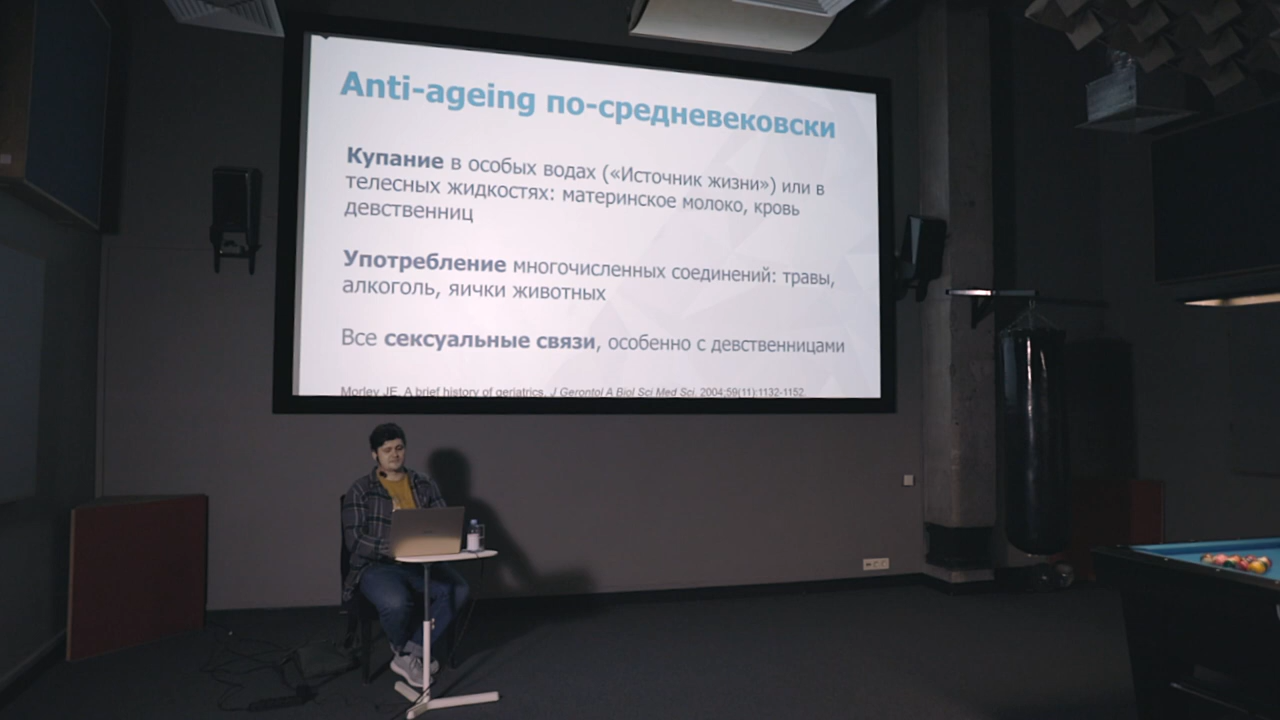 Anti-ageing по-средневековски
Купание в особых водах («Источник жизни») или в
телесных жидкостях: материнское молоко, кровь
девственниц
Употребление многочисленных соединений: травы,
алкоголь, яички животных
Все сексуальные связи, особенно с девственницами
Morley JE. A brief history of geriatrics. J Gerontol A Biol Sci Med Sci. 2004;59(11):1132-1152.